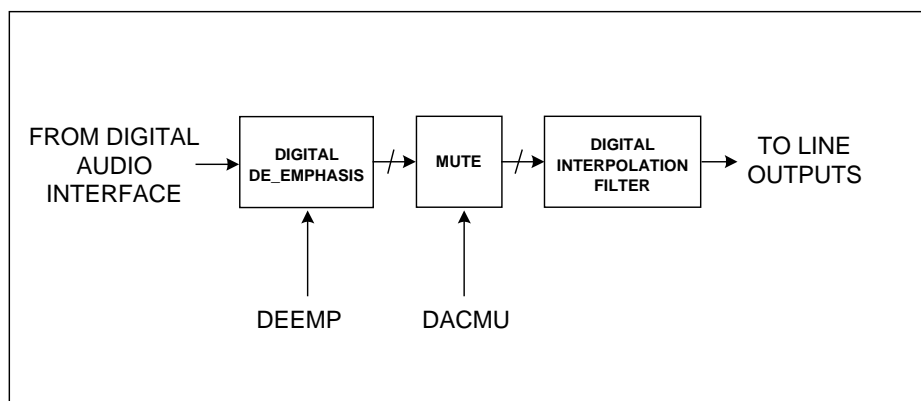 FROM DIGITAL
AUDIO
INTERFACE
DIGITAL
DE_EMPHASIS
MUTE
DIGITAL
INTERPOLATION
FILTER
TO LINE
OUTPUTS
DEEMP
DACMU